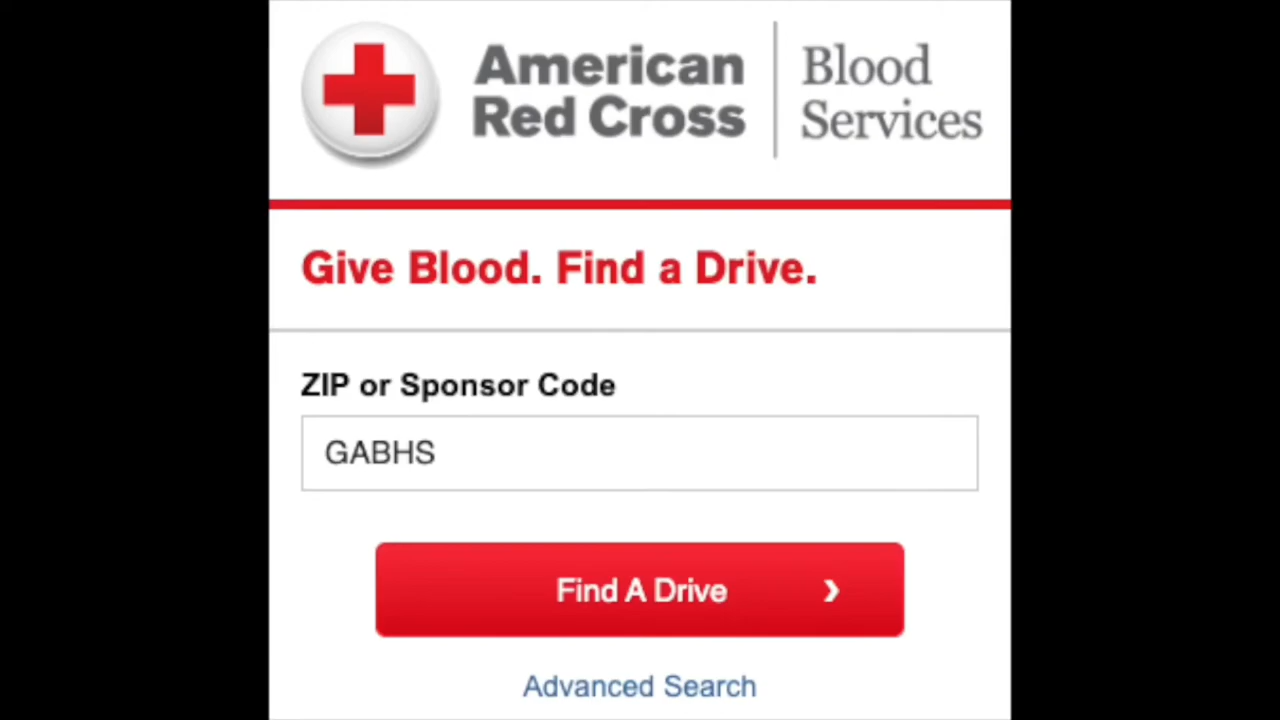 American
Red Cross
Blood
Services
Give Blood. Find a Drive.
ZIP or Sponsor Code
GABHS
Find A Drive
Advanced Search